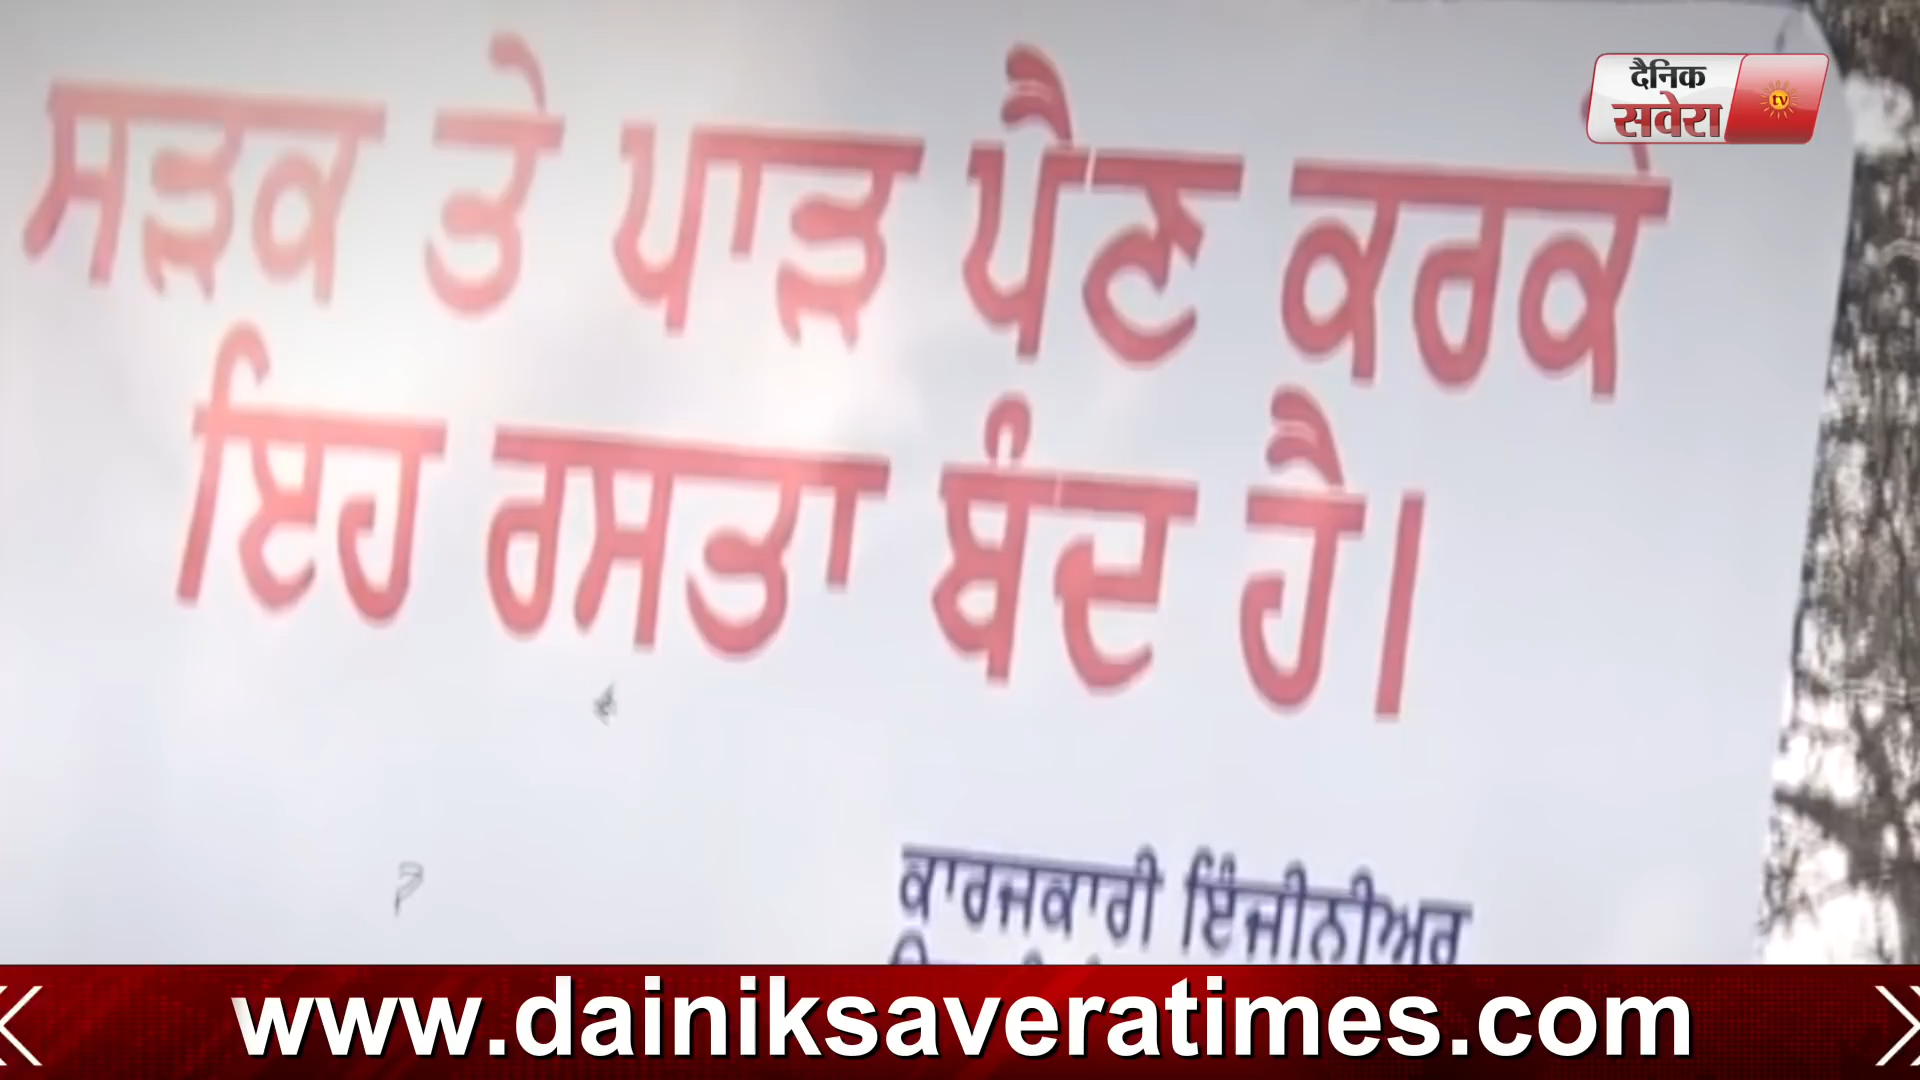 दैनिक
सवेरा
tv
ਸੜਕ ਤੇ ਪਾੜ ਪੈਣ ਕਰਕੇ
ਇਹ ਰਸਤਾ ਬੰਦ ਹੈ।
ਕਾਰਜਕਾਰੀ ਇੰਜੀਨੀਅਰ
www.dainiksaveratimes.com